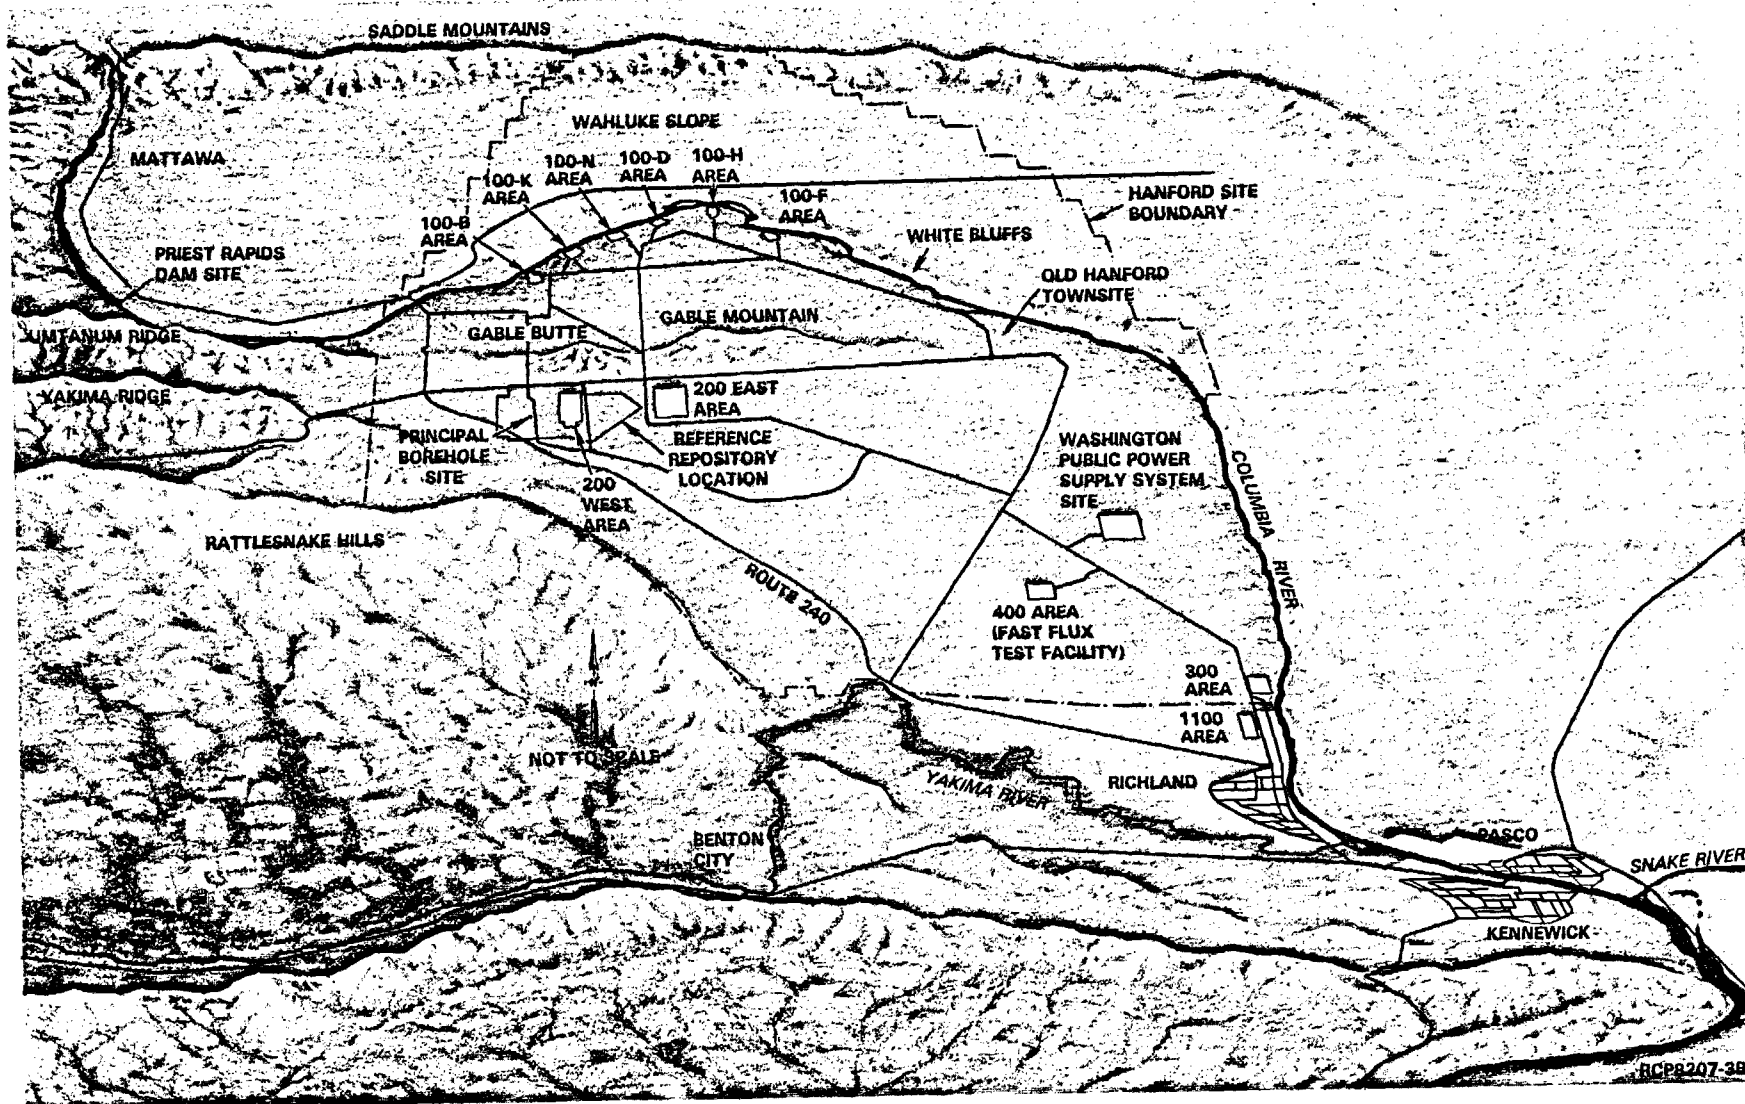 SADDLE MOUNTAINS
WAHLUKE SLOPE
MATTAWA
100-N
AREA
100-D
AREA
100-H
AREA
100-K
AREA
100-F
AREA
HANFORD SITE
BOUNDARY
100-B
AREA
WHITE BLUFFS
PRIEST RAPIDS
DAM SITE
OLD HANFORD
TOWNSITE
UMTANUM RIDGE
GABLE BUTTE
GABLE MOUNTAIN
YAKIMA RIDGE
200 EAST
AREA
PRINCIPAL
BOREHOLE
SITE
REFERENCE
REPOSITORY
LOCATION
200
WEST
AREA
WASHINGTON
PUBLIC POWER
SUPPLY SYSTEM
SITE
COLUMBIA RIVER
RATTLESNAKE HILLS
ROUTE 240
400 AREA
(FAST FLUX
TEST FACILITY)
300
AREA
1100
AREA
NOT TO SCALE
YAKIMA RIVER
RICHLAND
BENTON
CITY
PASCO
SNAKE RIVER
KENNEWICK
RCP8207-39